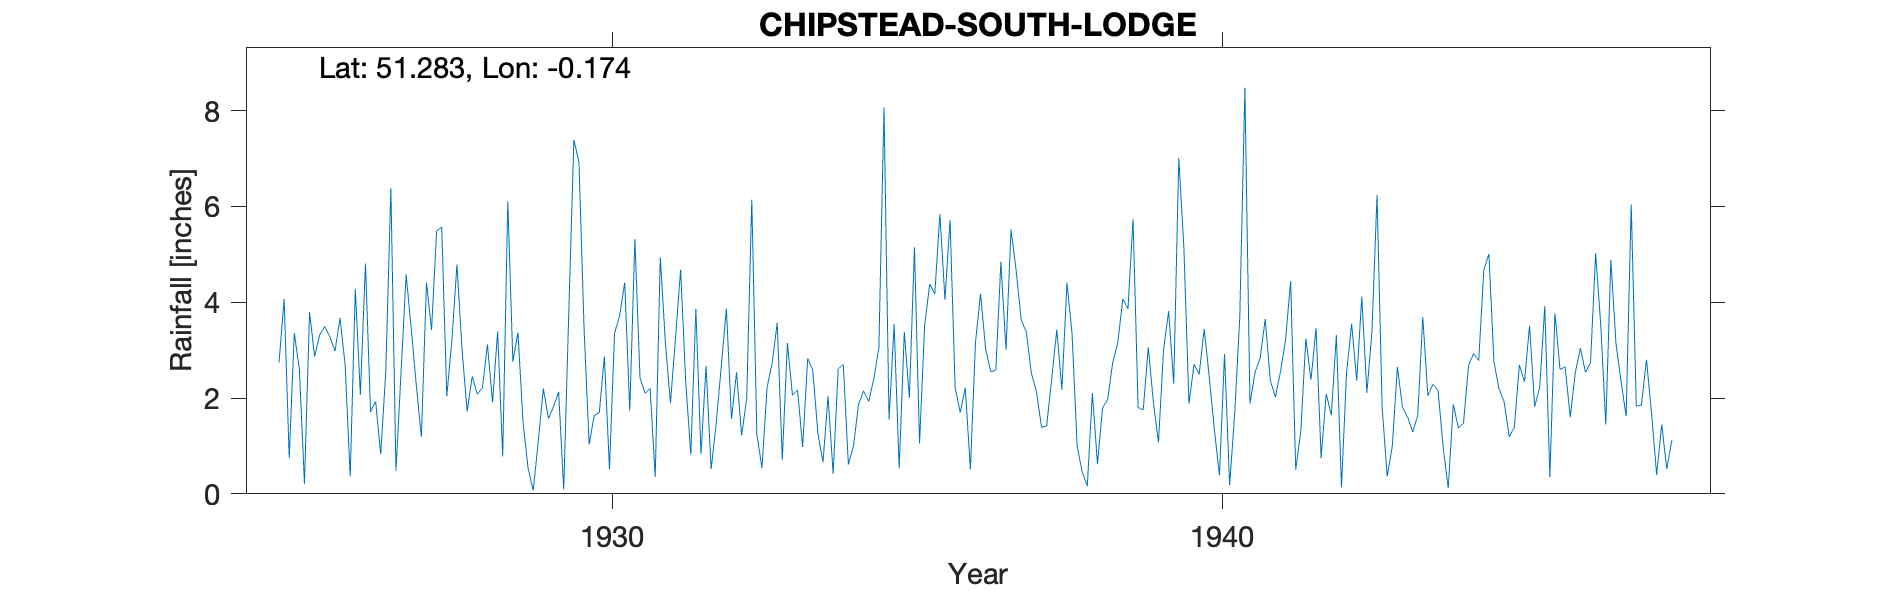 CHIPSTEAD-SOUTH-LODGE
Lat: 51.283, Lon: -0.174
8
6
4
2
0
Rainfall [inches]
1930
1940
Year